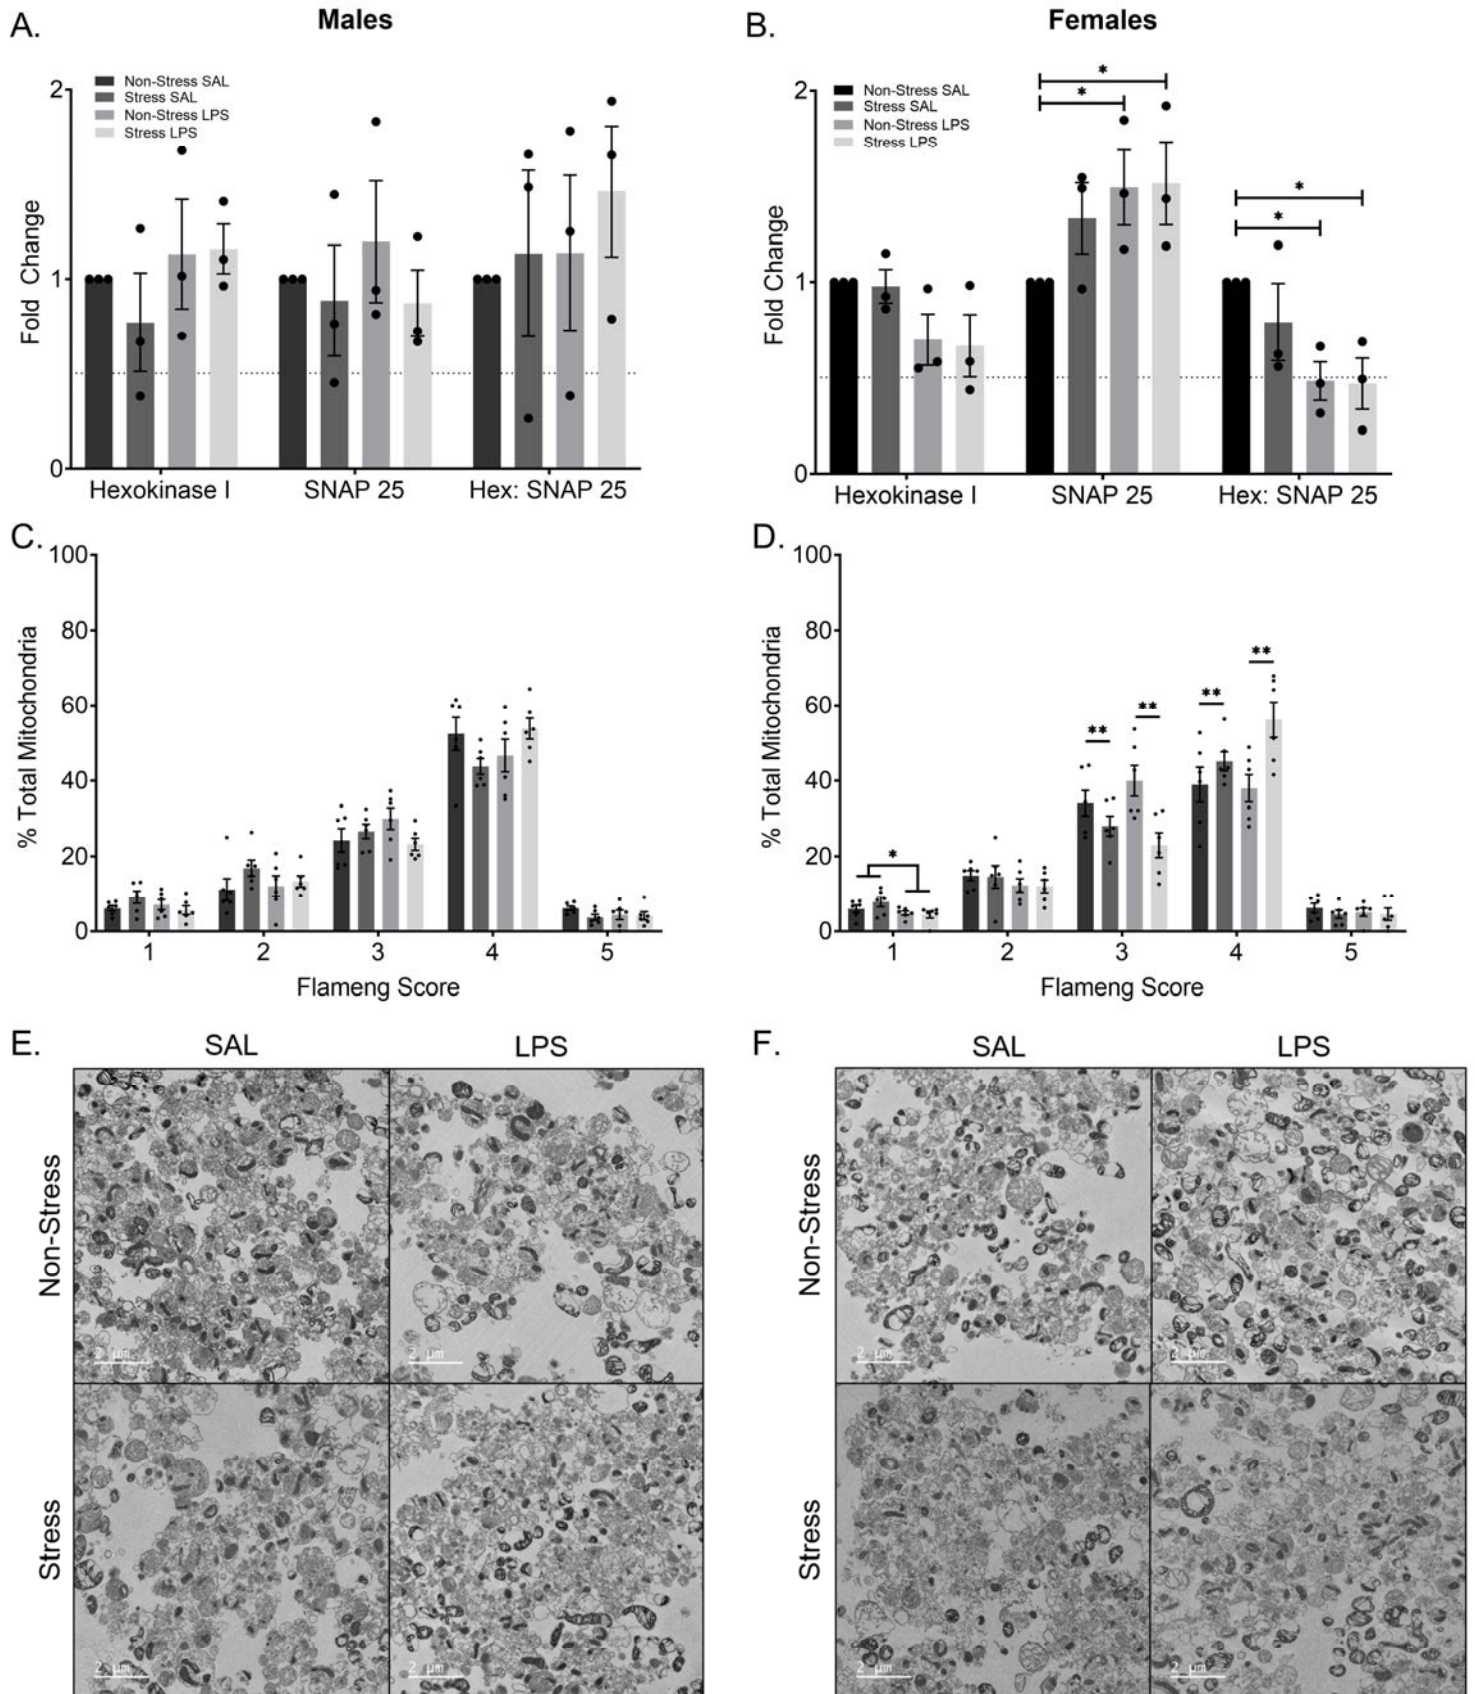 A.
Males
Non-Stress SAL
Stress SAL
Non-Stress LPS
Stress LPS
2
1
0
Fold Change
Hexokinase I
SNAP 25
Hex: SNAP 25
B.
Females
Non-Stress SAL
Stress SAL
Non-Stress LPS
Stress LPS
2
1
0
Fold Change
*
*
*
*
Hexokinase I
SNAP 25
Hex: SNAP 25
C.
100
80
60
40
20
0
% Total Mitochondria
1 2 3 4 5
Flameng Score
D.
100
80
60
40
20
0
% Total Mitochondria
*
**
**
**
**
1 2 3 4 5
Flameng Score
E.
SAL LPS
Non-Stress
2 µm
2 µm
Stress
2 µm
2 µm
F.
SAL LPS
Non-Stress
2 µm
2 µm
Stress
2 µm
2 µm